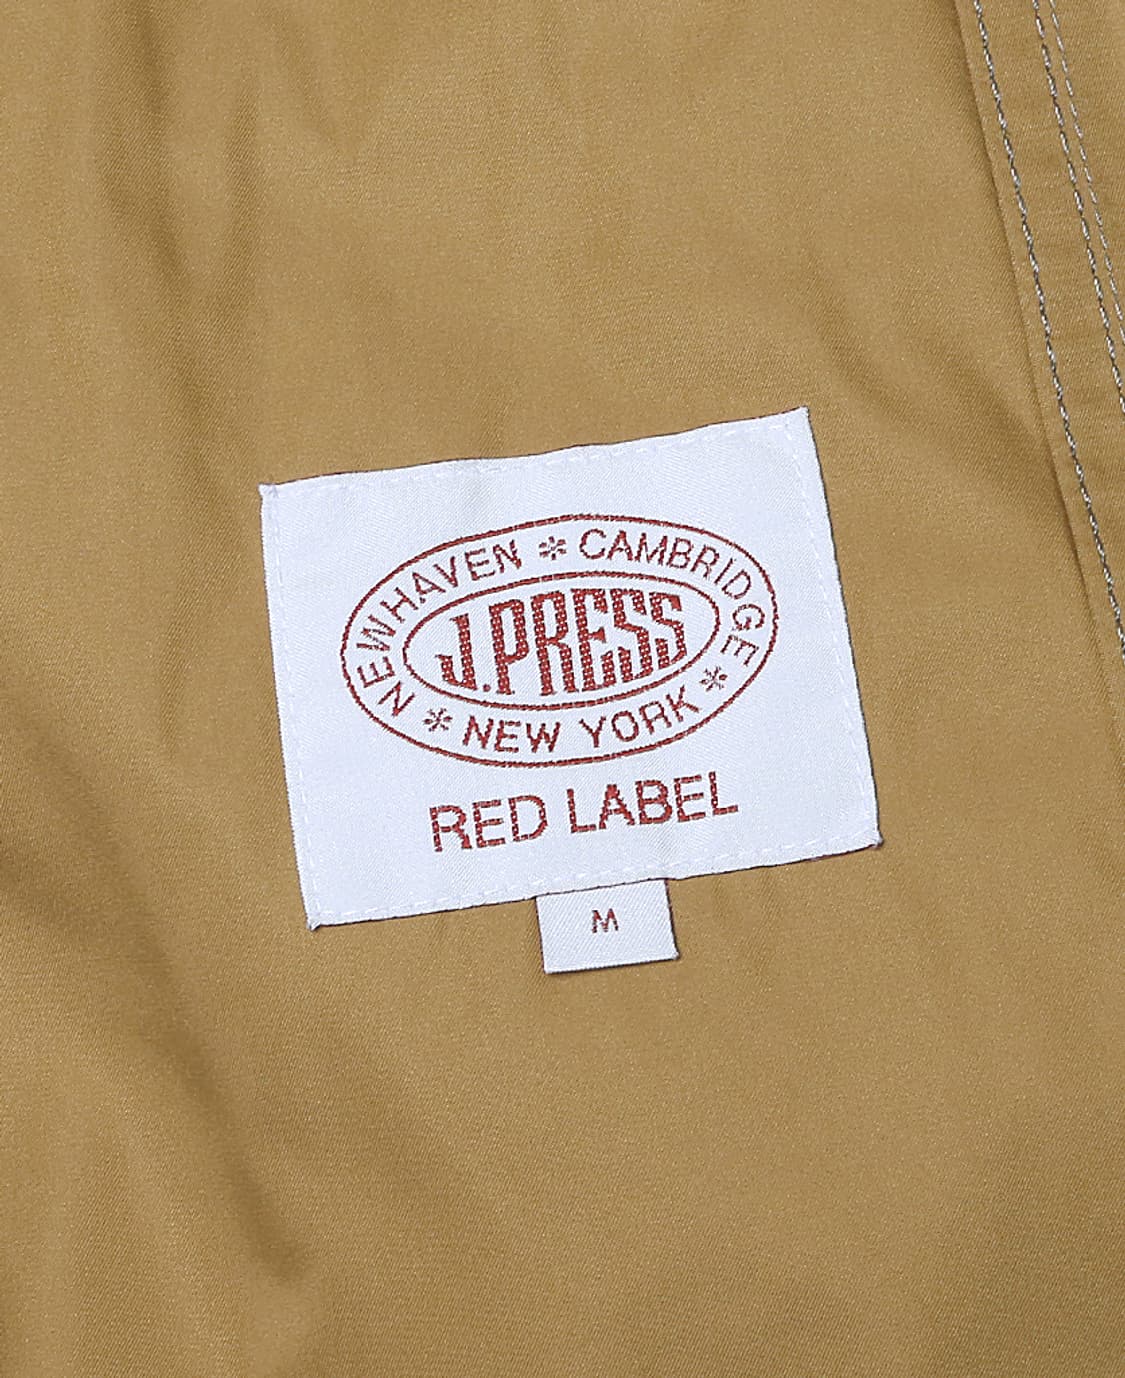 NEWHAVEN * CAMBRIDGE * NEW YORK *
J.PRESS
RED LABEL
M